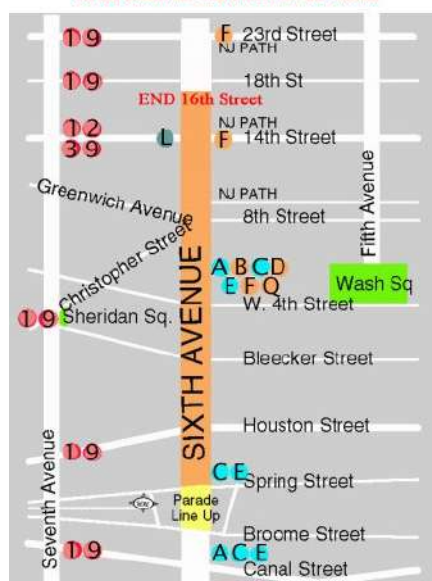 1 9
F
23rd Street
NJ PATH
1 9
18th St
END 16th Street
1 2
3 9
L
NJ PATH
F
14th Street
Greenwich Avenue
NJ PATH
8th Street
Fifth Avenue
Christopher Street
A B C D
E F Q
Wash Sq
W. 4th Street
1 9
Sheridan Sq.
SIXTH AVENUE
Bleecker Street
Seventh Avenue
1 9
Houston Street
C E
Spring Street
Parade
Line Up
Broome Street
1 9
A C E
Canal Street